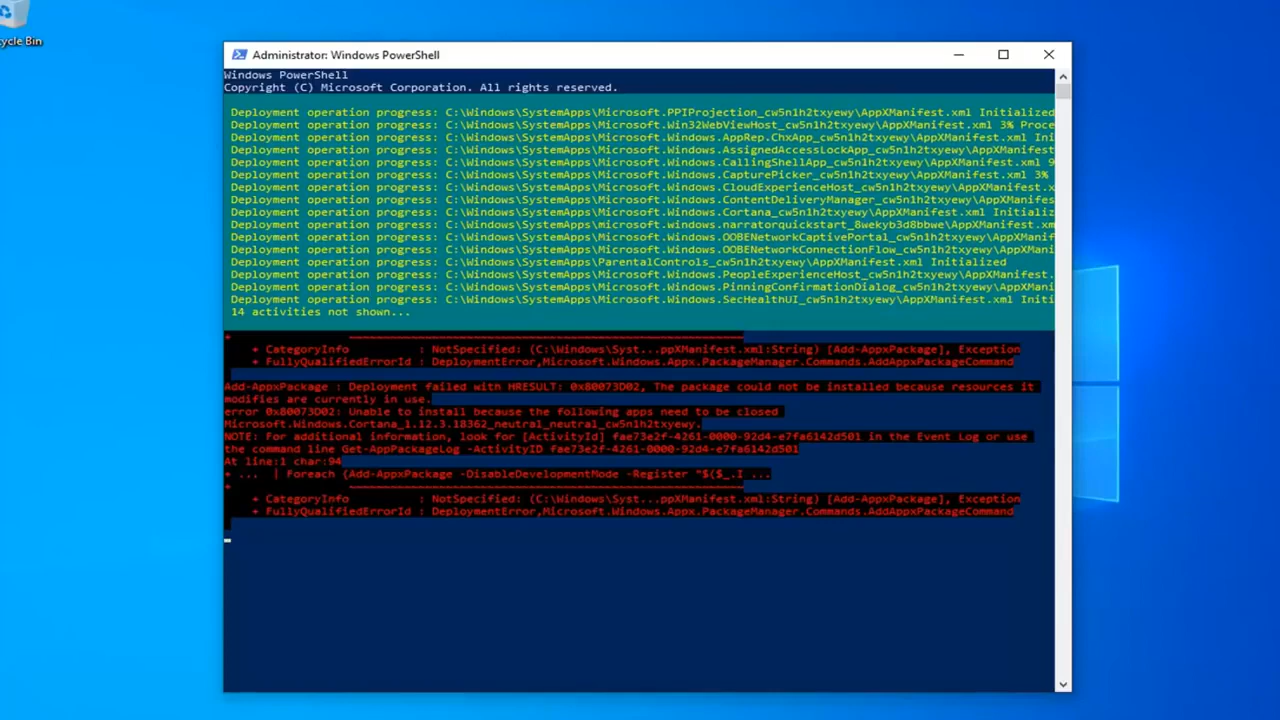 cycle Bin
Administrator: Windows PowerShell
Windows PowerShell
Copyright (C) Microsoft Corporation. All rights reserved.
Deployment operation progress: C:\Windows\SystemApps\Microsoft.PPIProjection_cw5n1h2txyewy\AppXManifest.xml Initialized
Deployment operation progress: C:\Windows\SystemApps\Microsoft.Win32WebViewHost_cw5n1h2txyewy\AppXManifest.xml 3% Proce
Deployment operation progress: C:\Windows\SystemApps\Microsoft.Windows.AppRep.ChxApp_cw5n1h2txyewy\AppXManifest.xml Ini
Deployment operation progress: C:\Windows\SystemApps\Microsoft.Windows.AssignedAccessLockApp_cw5n1h2txyewy\AppXManifest
Deployment operation progress: C:\Windows\SystemApps\Microsoft.Windows.CallingShellApp_cw5n1h2txyewy\AppXManifest.xml 9
Deployment operation progress: C:\Windows\SystemApps\Microsoft.Windows.CapturePicker_cw5n1h2txyewy\AppXManifest.xml 3%
Deployment operation progress: C:\Windows\SystemApps\Microsoft.Windows.CloudExperienceHost_cw5n1h2txyewy\AppXManifest.x
Deployment operation progress: C:\Windows\SystemApps\Microsoft.Windows.ContentDeliveryManager_cw5n1h2txyewy\AppXManifes
Deployment operation progress: C:\Windows\SystemApps\Microsoft.Windows.Cortana_cw5n1h2txyewy\AppXManifest.xml Initializ
Deployment operation progress: C:\Windows\SystemApps\Microsoft.Windows.narratorquickstart_8wekyb3d8bbwe\AppXManifest.xm
Deployment operation progress: C:\Windows\SystemApps\Microsoft.Windows.OOBENetworkCaptivePortal_cw5n1h2txyewy\AppXManif
Deployment operation progress: C:\Windows\SystemApps\Microsoft.Windows.OOBENetworkConnectionFlow_cw5n1h2txyewy\AppXMani
Deployment operation progress: C:\Windows\SystemApps\ParentalControls_cw5n1h2txyewy\AppXManifest.xml Initialized
Deployment operation progress: C:\Windows\SystemApps\Microsoft.Windows.PeopleExperienceHost_cw5n1h2txyewy\AppXManifest.
Deployment operation progress: C:\Windows\SystemApps\Microsoft.Windows.PinningConfirmationDialog_cw5n1h2txyewy\AppXMani
Deployment operation progress: C:\Windows\SystemApps\Microsoft.Windows.SecHealthUI_cw5n1h2txyewy\AppXManifest.xml Initi
14 activities not shown...
+
+ CategoryInfo : NotSpecified: (C:\Windows\Syst...ppXManifest.xml:String) [Add-AppxPackage], Exception
+ FullyQualifiedErrorId : DeploymentError,Microsoft.Windows.Appx.PackageManager.Commands.AddAppxPackageCommand
Add-AppxPackage : Deployment failed with HRESULT: 0x80073D02, The package could not be installed because resources it
modifies are currently in use.
error 0x80073D02: Unable to install because the following apps need to be closed
Microsoft.Windows.Cortana_1.12.3.18362_neutral_neutral_cw5n1h2txyewy.
NOTE: For additional information, look for [ActivityId] fae73e2f-4261-0000-92d4-e7fa6142d501 in the Event Log or use
the command line Get-AppPackageLog -ActivityID fae73e2f-4261-0000-92d4-e7fa6142d501
At line:1 char:94
+ ... | Foreach {Add-AppxPackage -DisableDevelopmentMode -Register "$($_.I ...
+
+ CategoryInfo : NotSpecified: (C:\Windows\Syst...ppXManifest.xml:String) [Add-AppxPackage], Exception
+ FullyQualifiedErrorId : DeploymentError,Microsoft.Windows.Appx.PackageManager.Commands.AddAppxPackageCommand